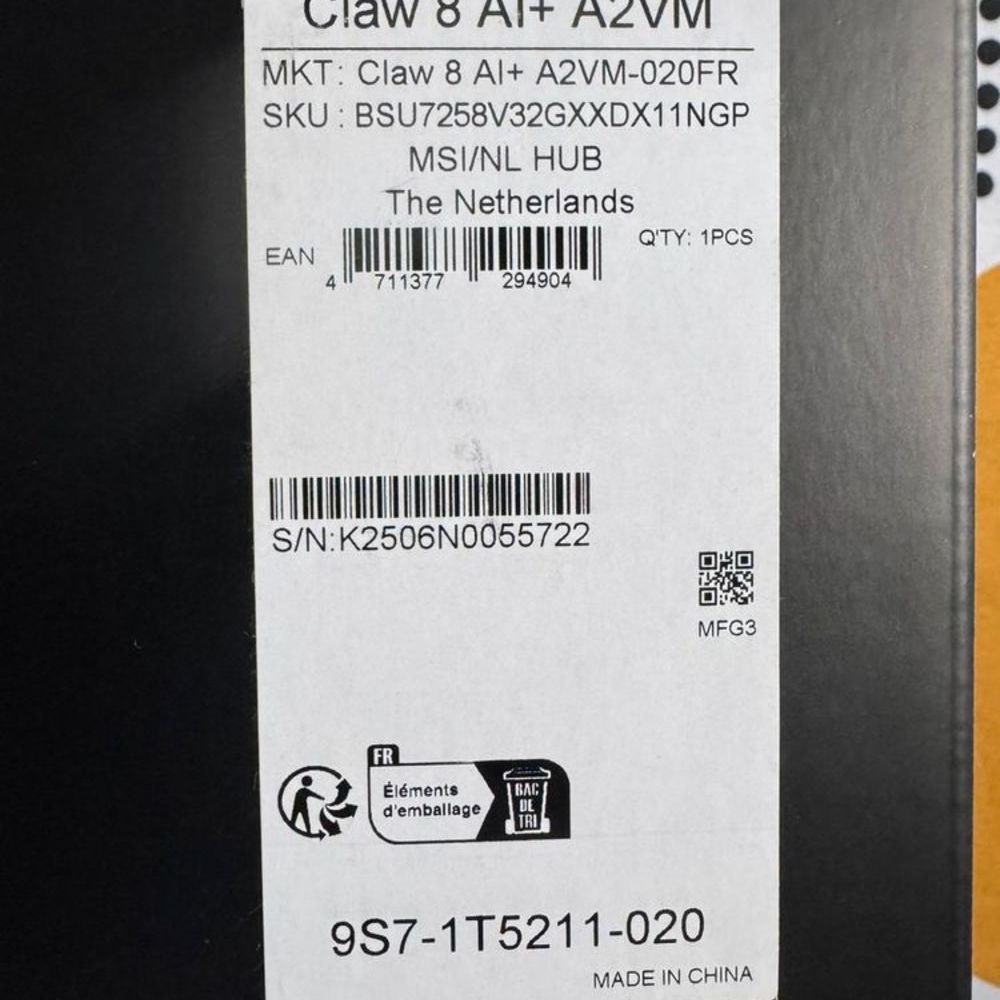 Claw 8 AI+ A2VM
MKT: Claw 8 AI+ A2VM-020FR
SKU : BSU7258V32GXXDX11NGP
MSI/NL HUB
The Netherlands
Q'TY: 1PCS
EAN
4 711377 294904
S/N:K2506N0055722
MFG3
FR
Éléments
d'emballage
BAC
DE
TRI
9S7-1T5211-020
MADE IN CHINA